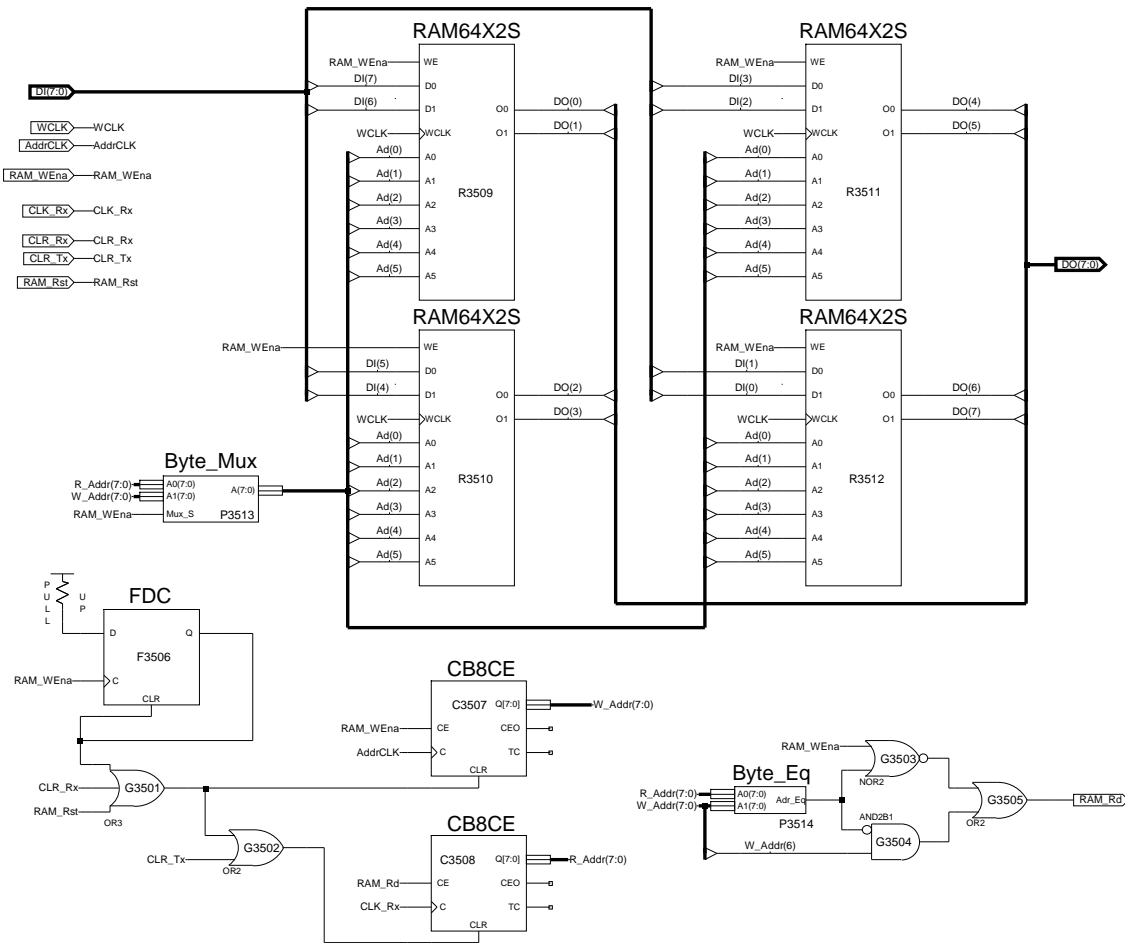 RAM64X2S
RAM_WEna
WE
DI(7)
D0
DI(6)
D1
O0
DO(0)
O1
DO(1)
WCLK
WCLK
Ad(0)
A0
Ad(1)
A1
Ad(2)
A2
Ad(3)
A3
Ad(4)
A4
Ad(5)
A5
R3509
RAM64X2S
RAM_WEna
WE
DI(3)
D0
DI(2)
D1
O0
DO(4)
O1
DO(5)
WCLK
WCLK
Ad(0)
A0
Ad(1)
A1
Ad(2)
A2
Ad(3)
A3
Ad(4)
A4
Ad(5)
A5
R3511
DI(7:0)
WCLK
WCLK
AddrCLK
AddrCLK
RAM_WEna
RAM_WEna
CLK_Rx
CLK_Rx
CLR_Rx
CLR_Rx
CLR_Tx
CLR_Tx
RAM_Rst
RAM_Rst
DO(7:0)
RAM64X2S
RAM_WEna
WE
DI(5)
D0
DI(4)
D1
O0
DO(2)
O1
DO(3)
WCLK
WCLK
Ad(0)
A0
Ad(1)
A1
Ad(2)
A2
Ad(3)
A3
Ad(4)
A4
Ad(5)
A5
R3510
RAM64X2S
RAM_WEna
WE
DI(1)
D0
DI(0)
D1
O0
DO(6)
O1
DO(7)
WCLK
WCLK
Ad(0)
A0
Ad(1)
A1
Ad(2)
A2
Ad(3)
A3
Ad(4)
A4
Ad(5)
A5
R3512
Byte_Mux
R_Addr(7:0)
A0(7:0)
W_Addr(7:0)
A1(7:0)
A(7:0)
RAM_WEna
Mux_S
P3513
PULL
UP
FDC
D
Q
F3506
RAM_WEna
C
CLR
CLR_Rx
G3501
RAM_Rst
OR3
CLR_Tx
G3502
OR2
CB8CE
C3507
Q[7:0]
W_Addr(7:0)
RAM_WEna
CE
CEO
AddrCLK
C
TC
CLR
CB8CE
C3508
Q[7:0]
R_Addr(7:0)
RAM_Rd
CE
CEO
CLK_Rx
C
TC
CLR
RAM_WEna
G3503
NOR2
Byte_Eq
R_Addr(7:0)
A0(7:0)
W_Addr(7:0)
A1(7:0)
Adr_Eq
P3514
AND2B1
G3504
W_Addr(6)
G3505
OR2
RAM_Rd